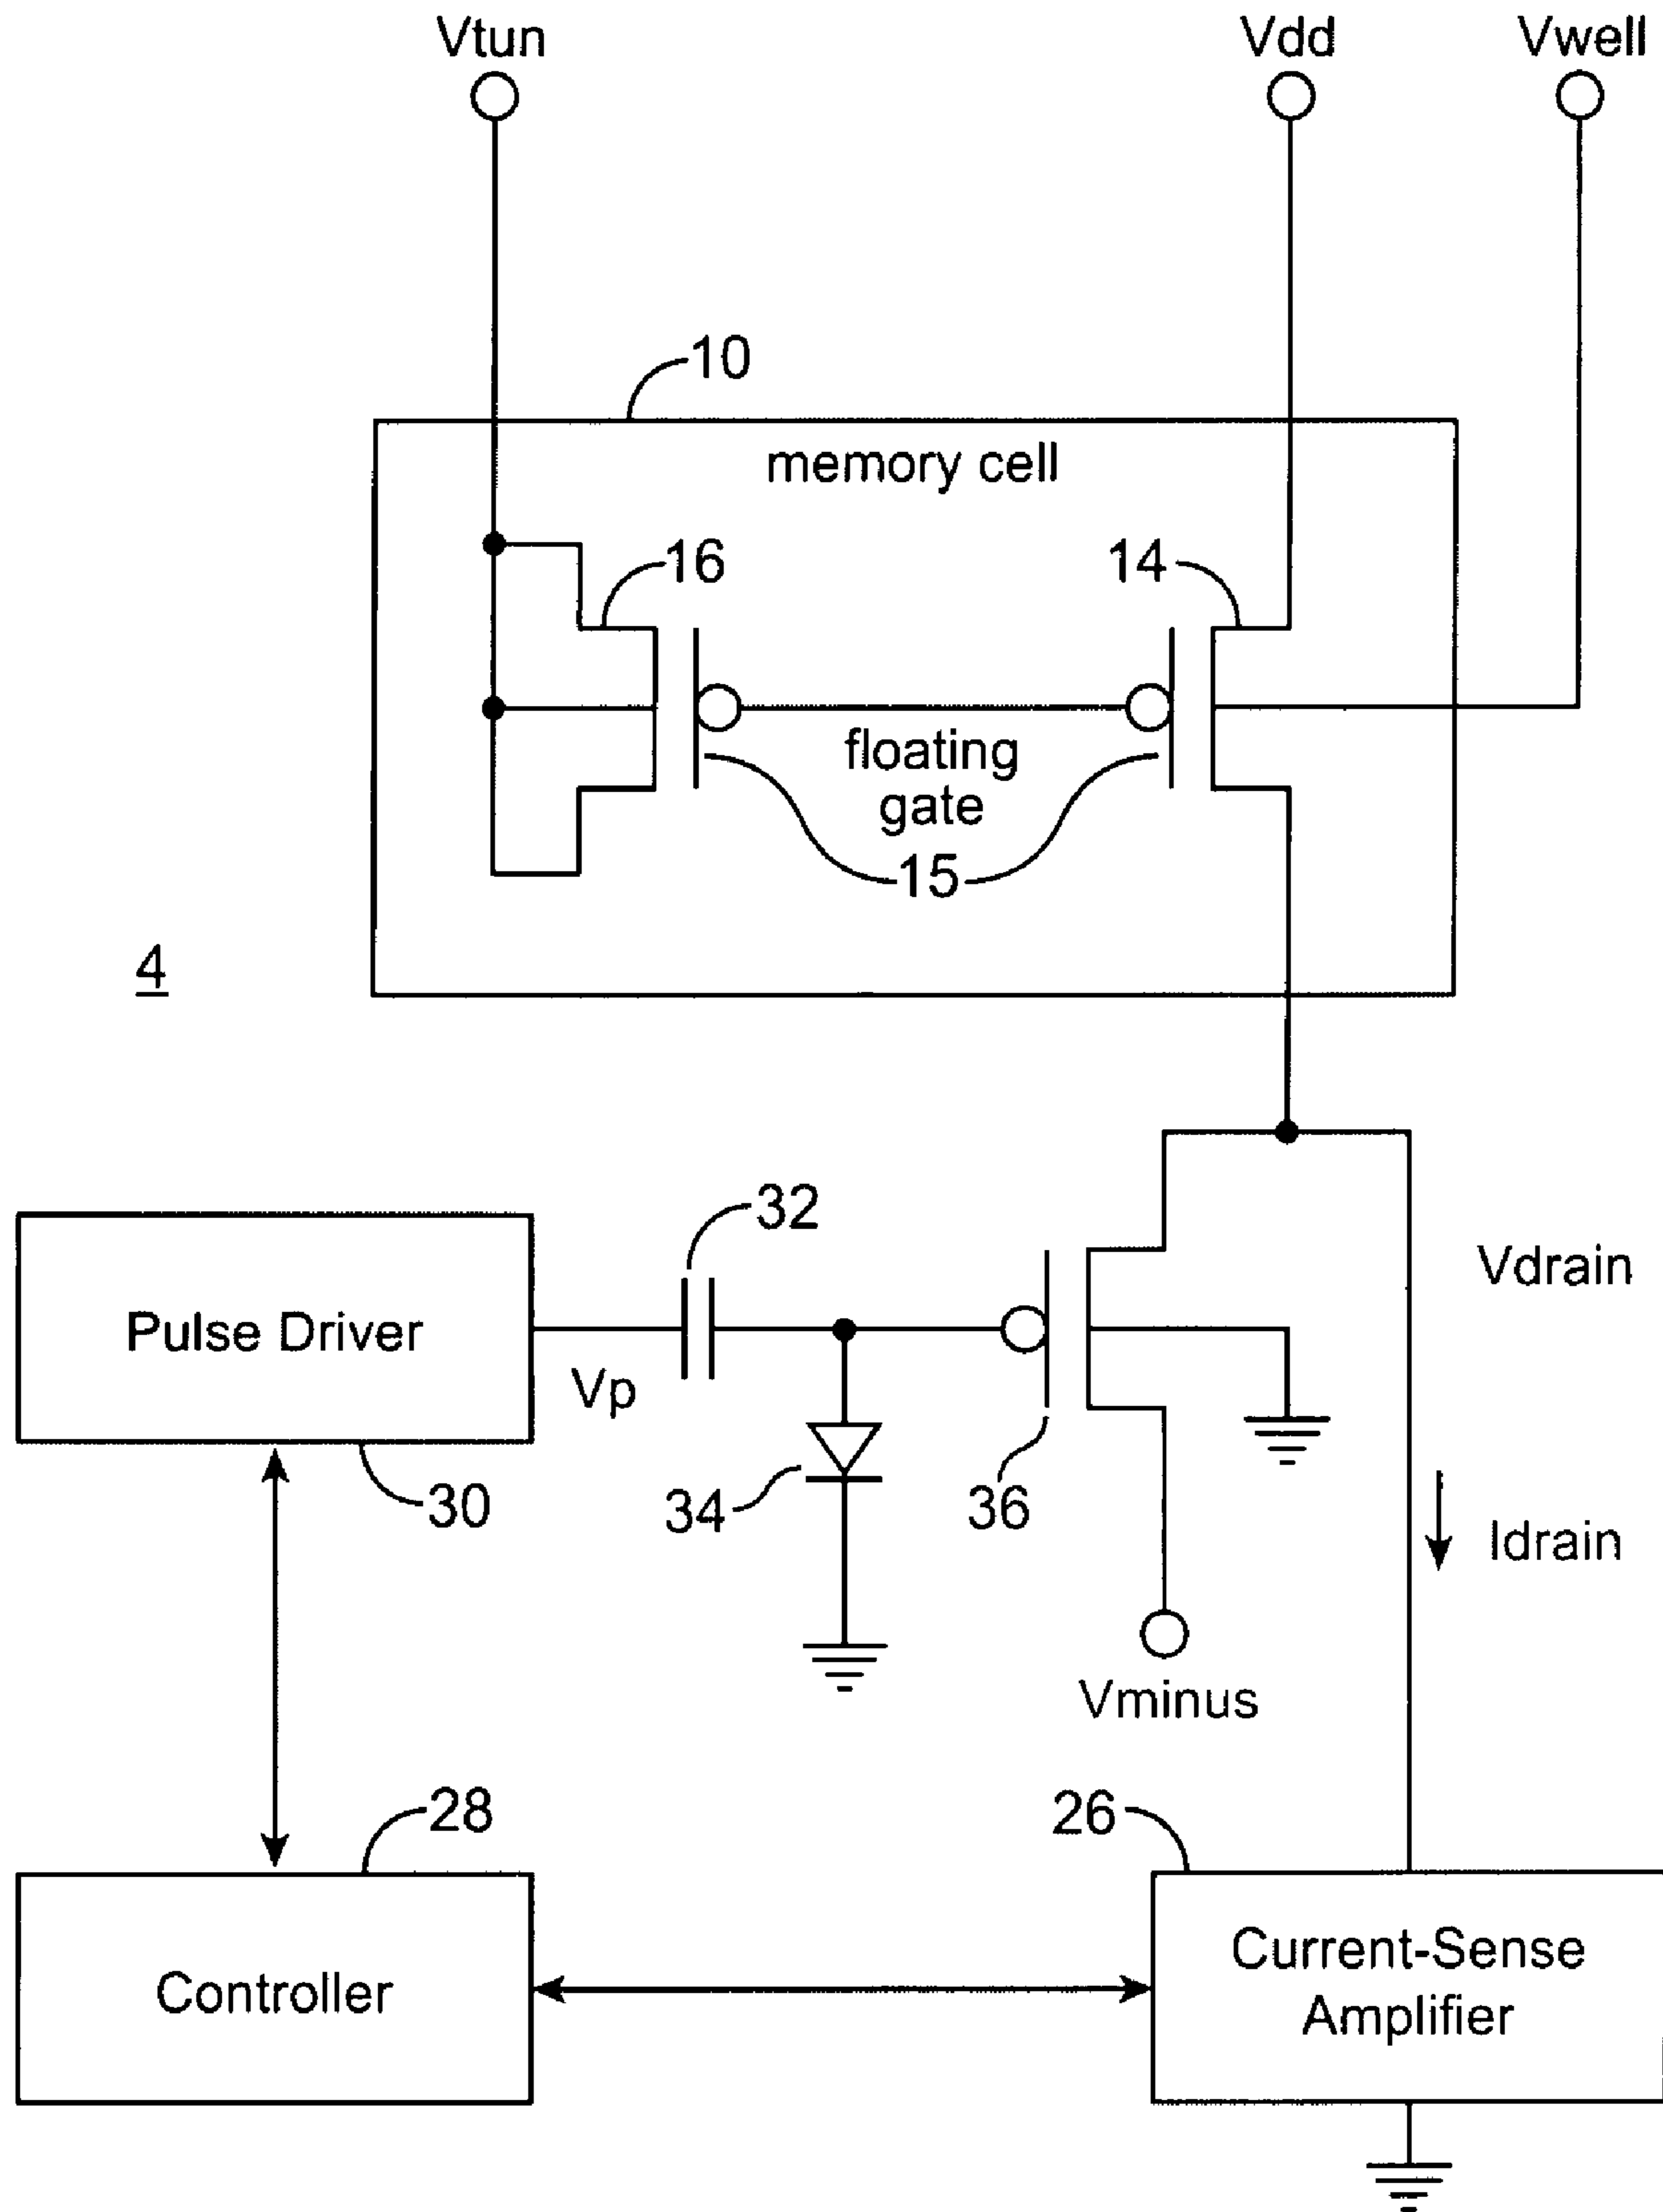 Vtun
Vdd
Vwell
10
memory cell
16
14
floating
gate
15
4
32
Vdrain
Pulse Driver
Vp
30
34
36
Idrain
Vminus
28
26
Controller
Current-Sense
Amplifier